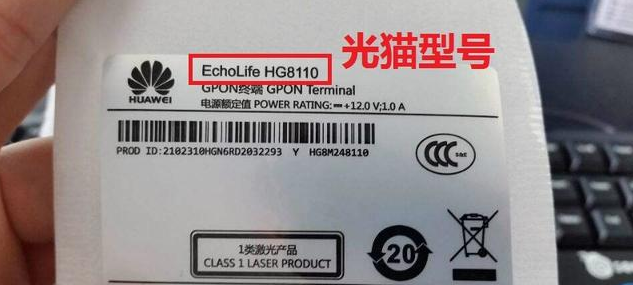 光猫型号
EchoLife HG8110
GPON终端 GPON Terminal
HUAWEI
电源额定值 POWER RATING: ⎓+12.0 V;1.0 A
PROD ID:2102310HGN6RD2032293 Y HG8M248110
CCC S&E
1类激光产品
CLASS 1 LASER PRODUCT
20